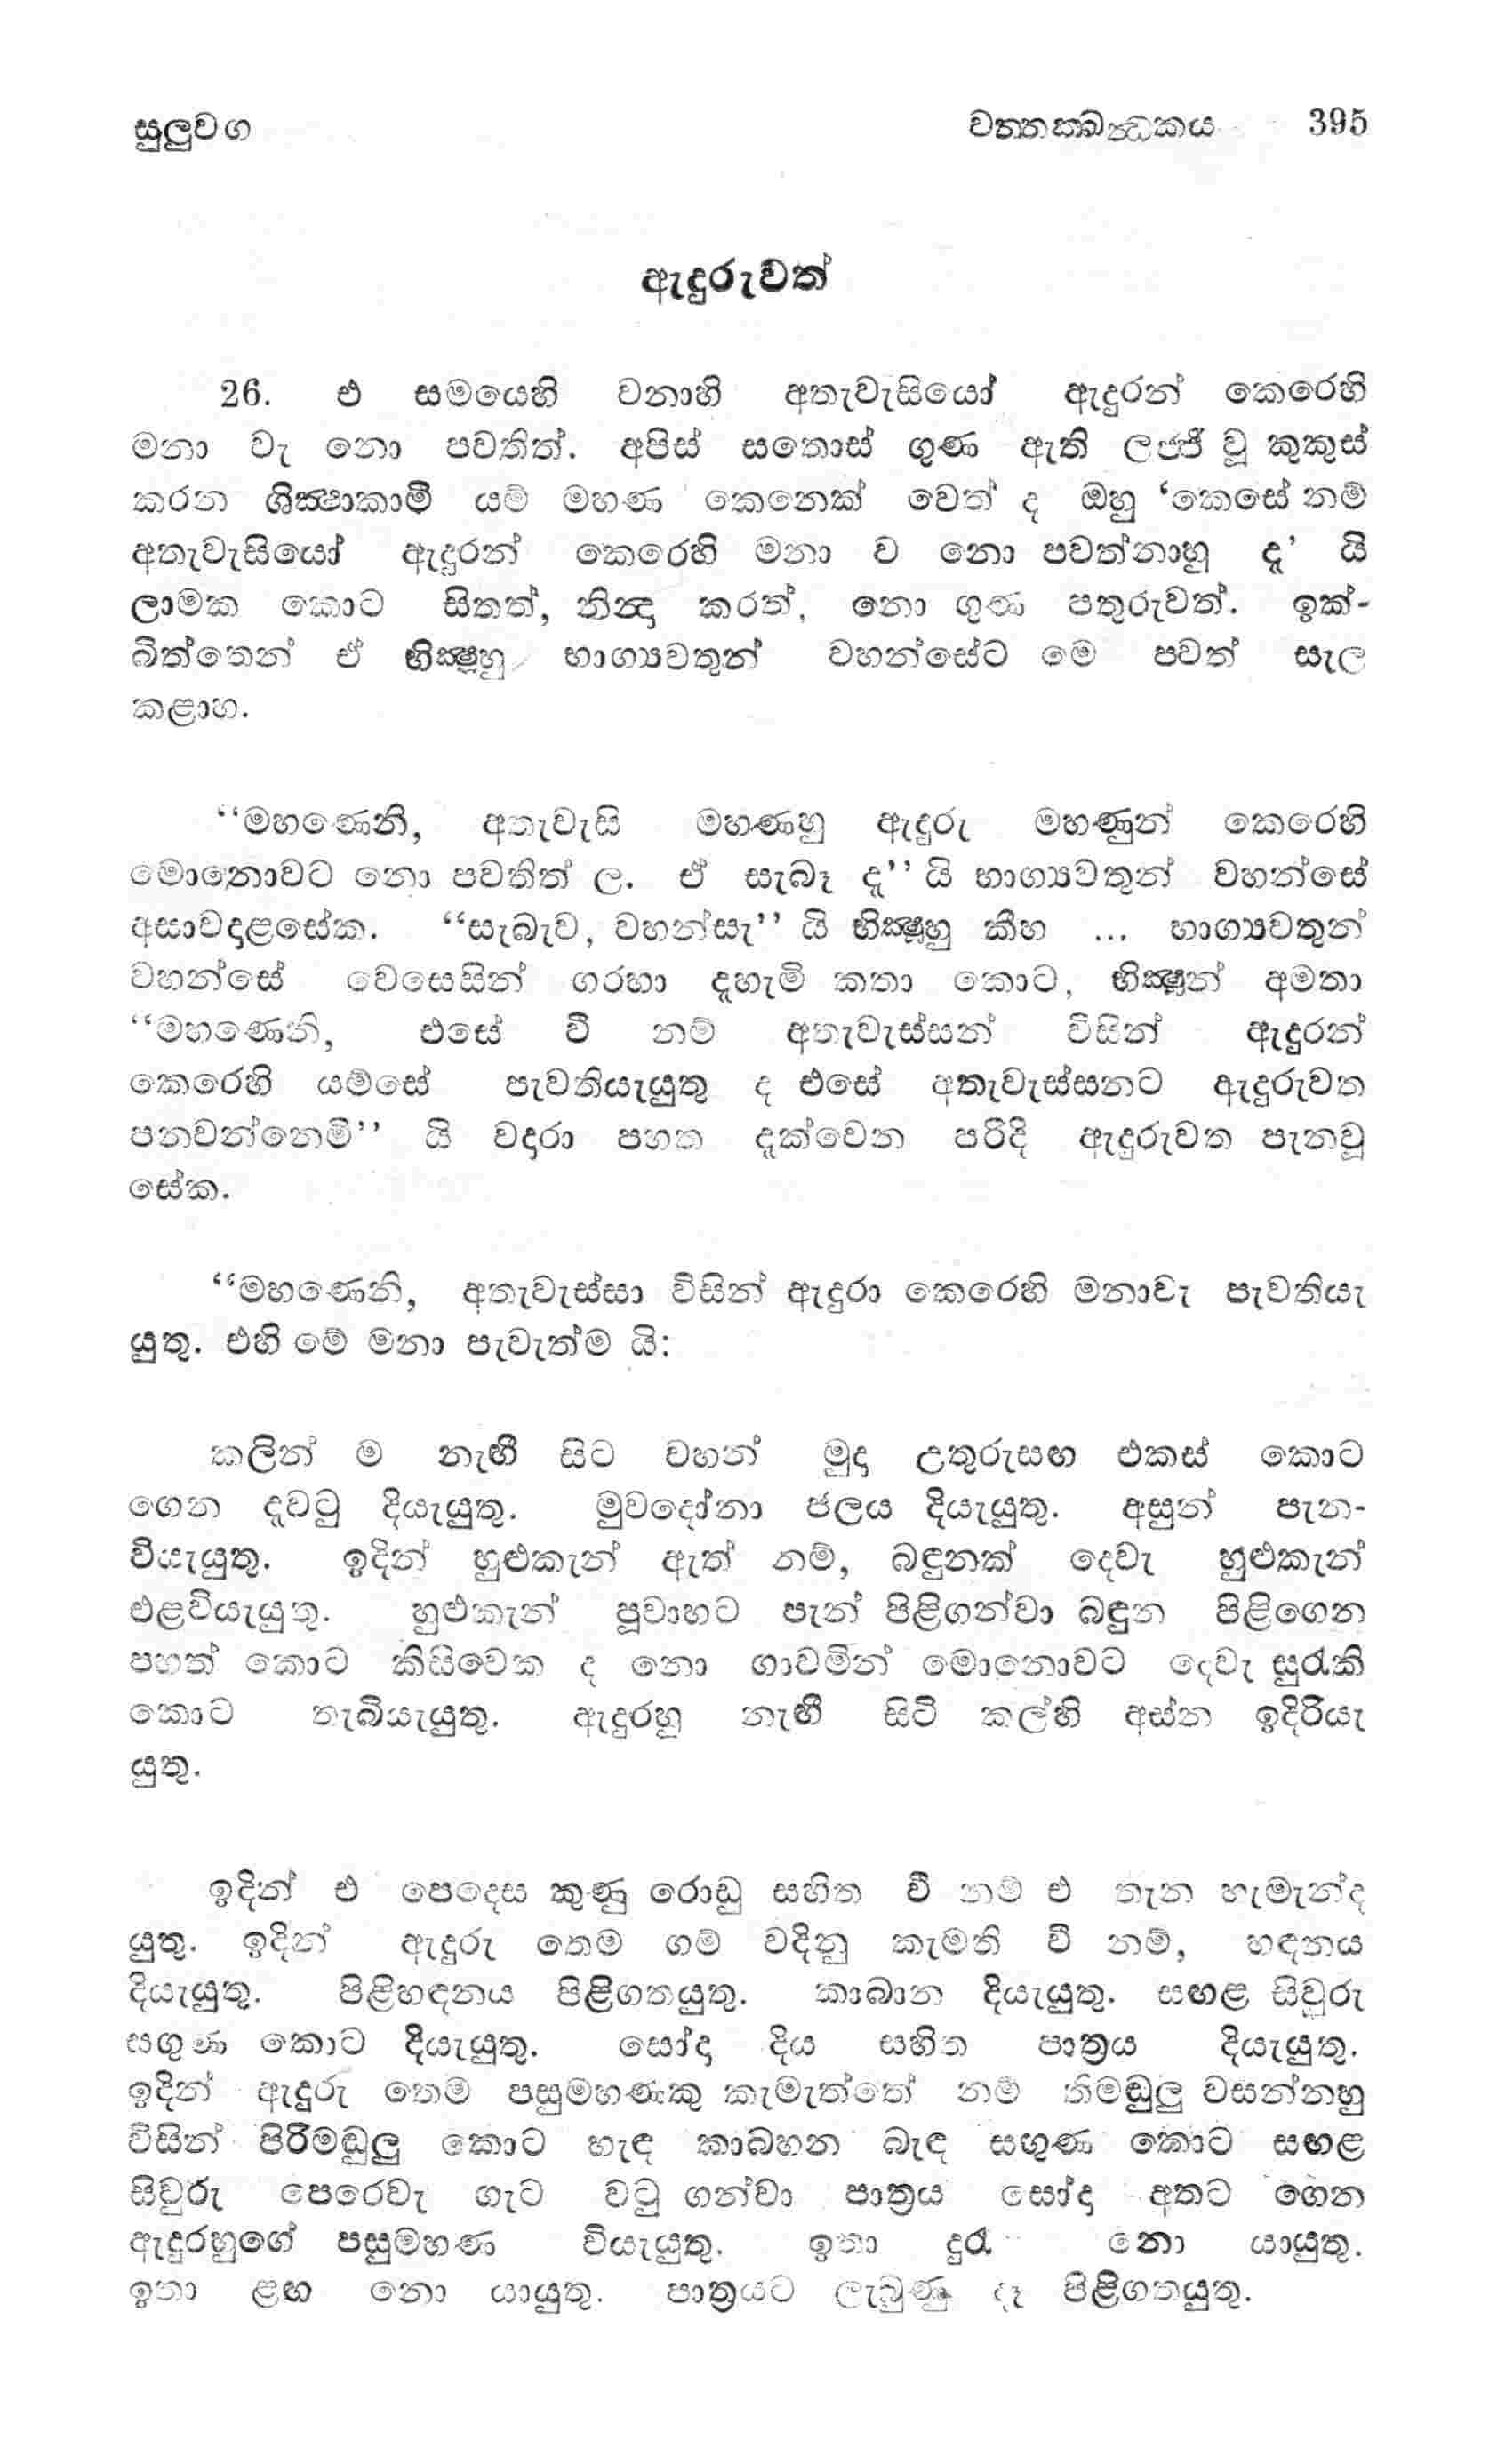 සුලුවග වත්තක්ඛන්ධකය 395
ඇදුරුවත්
26. එ සමයෙහි වනාහි අතැවැසියෝ ඇදුරන් කෙරෙහි
මනා වැ නො පවතිත්. අපිස් සතොස් ගුණ ඇති ලජ්ජී වූ කුකුස්
කරන ශික්‍ෂාකාමී යම් මහණ කෙනෙක් වෙත් ද ඔහු ‘කෙසේ නම්
අතැවැසියෝ ඇදුරන් කෙරෙහි මනා ව නො පවත්නාහු දැ’ යි
ලාමක කොට සිතත්, නින්‍දා කරත්, නො ගුණ පතුරුවත්. ඉක්-
බිත්තෙන් ඒ භික්‍ෂූහු භාග්‍යවතුන් වහන්සේට මෙ පවත් සැල
කළාහ.
“මහණෙනි, අතැවැසි මහණහු ඇදුරු මහණුන් කෙරෙහි
මොනොවට නො පවතිත් ල. ඒ සැබෑ දැ” යි භාග්‍යවතුන් වහන්සේ
අසාවදාළසේක. “සැබැව, වහන්සැ” යි භික්‍ෂූහු කීහ ... භාග්‍යවතුන්
වහන්සේ වෙසෙසින් ගරහා දැහැමි කතා කොට, භික්‍ෂූන් අමතා
“මහණෙනි, එසේ වී නම් අතැවැස්සන් විසින් ඇදුරන්
කෙරෙහි යම්සේ පැවතියැයුතු ද එසේ අතැවැස්සනට ඇදුරුවත
පනවන්නෙමි” යි වදාරා පහත දැක්වෙන පරිදි ඇදුරුවත පැනවූ
සේක.
“මහණෙනි, අතැවැස්සා විසින් ඇදුරා කෙරෙහි මනාවැ පැවතියැ
යුතු. එහි මේ මනා පැවැත්ම යි:
කලින් ම නැඟී සිට වහන් මුදා උතුරුසඟ එකස් කොට
ගෙන දැවටු දියැයුතු. මුවදෝනා ජලය දියැයුතු. අසුන් පැන-
වියැයුතු. ඉදින් හුළුකැන් ඇත් නම්, බඳුනක් දෙවැ හුළුකැන්
එළවියැයුතු. හුළුකැන් පූවාහට පැන් පිළිගන්වා බඳුන පිළිගෙන
පහත් කොට කිසිවෙක ද නො ගාවමින් මොනොවට දෙවැ සුරැකි
කොට තැබියැයුතු. ඇදුරහු නැඟී සිටි කල්හි අස්න ඉදිරියැ
යුතු.
ඉදින් එ පෙදෙස කුණු රොඩු සහිත වී නම් එ තැන හැමැන්ද
යුතු. ඉදින් ඇදුරු තෙම ගම් වදිනු කැමති වී නම්, හඳනය
දියැයුතු. පිළිහඳනය පිළිගතයුතු. කාබාන දියැයුතු. සඟළ සිවුරු
සගුණ කොට දියැයුතු. සෝදා දිය සහිත පාත්‍රය දියැයුතු.
ඉදින් ඇදුරු තෙම පසුමහණකු කැමැත්තේ නම් තිමඬුලු වසන්නහු
විසින් පිරිමඬුලු කොට හැඳ කාබහන බැඳ සගුණ කොට සඟළ
සිවුරු පෙරෙවැ ගැට වටු ගන්වා පාත්‍රය සෝදා අතට ගෙන
ඇදුරහුගේ පසුමහණ වියැයුතු. ඉතා දුරැ නො යායුතු.
ඉතා ළඟ නො යායුතු. පාත්‍රයට ලැබුණු දෑ පිළිගතයුතු.